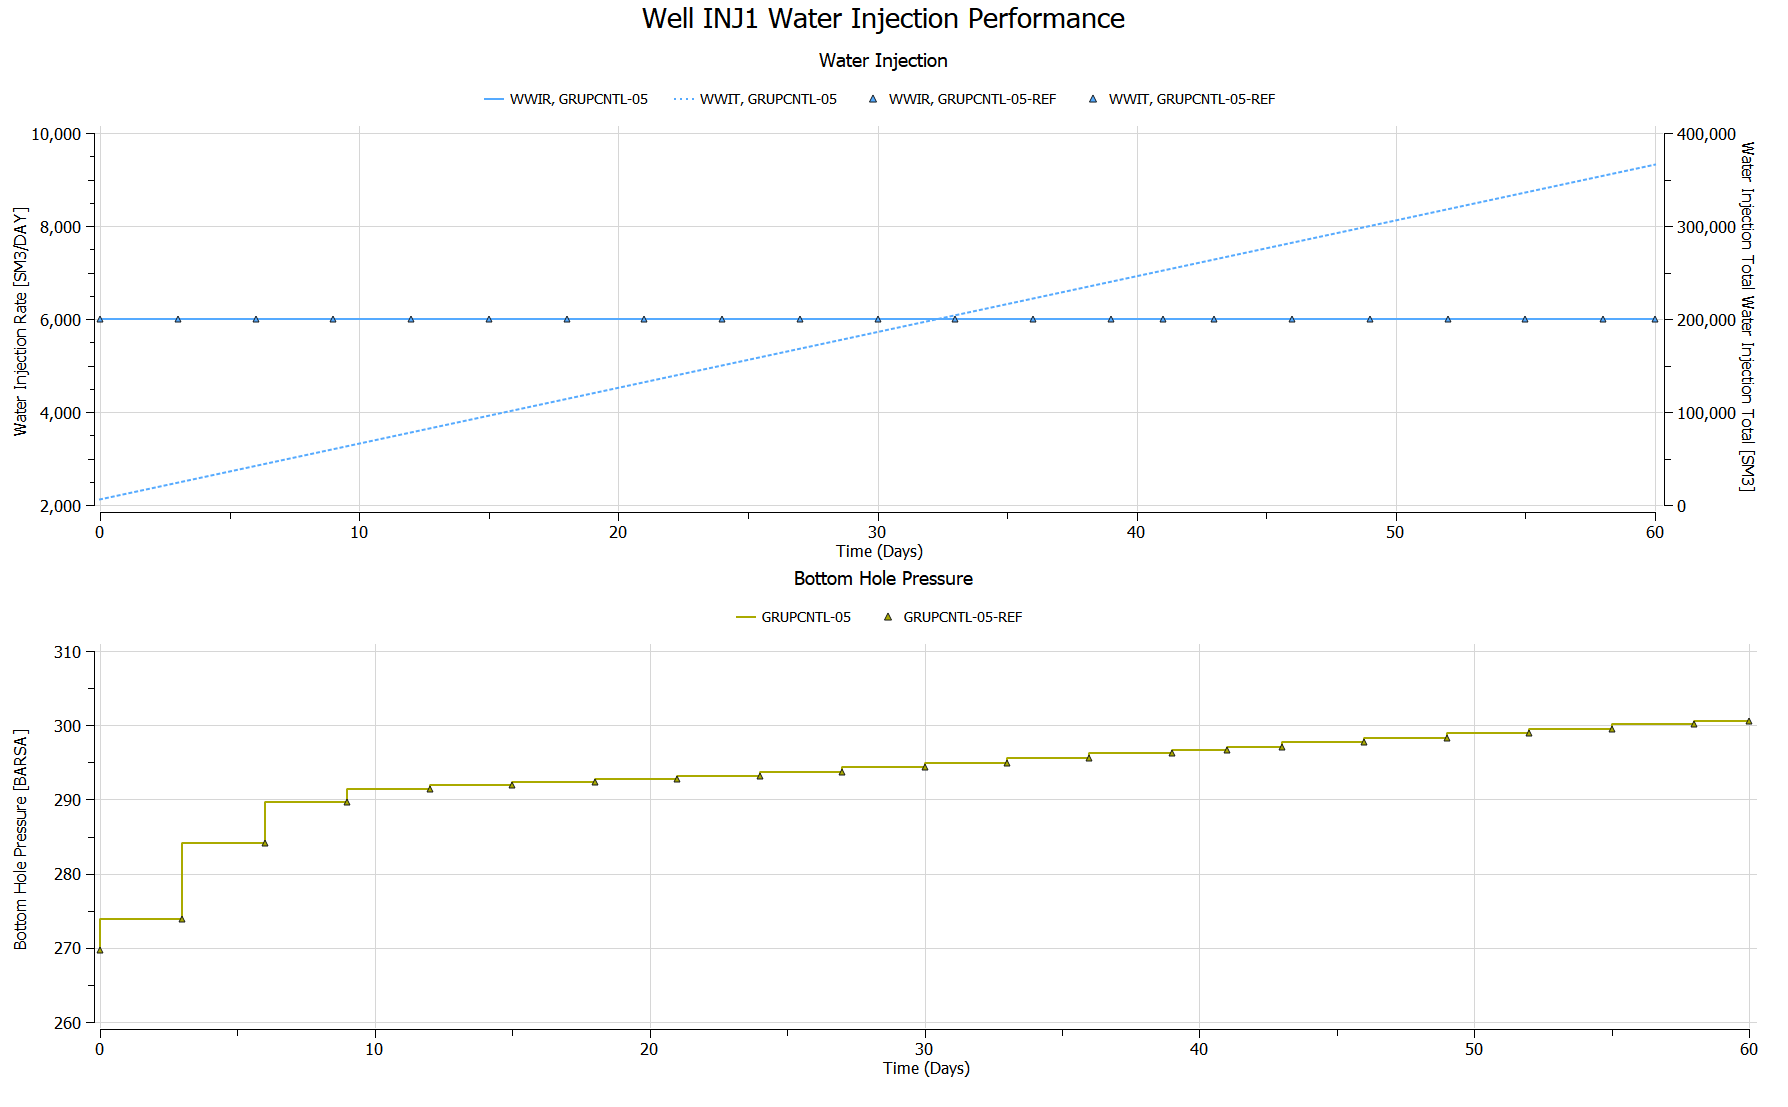 Well INJ1 Water Injection Performance
Water Injection
WWIR, GRUPCNTL-05 WWIT, GRUPCNTL-05 WWIR, GRUPCNTL-05-REF WWIT, GRUPCNTL-05-REF
Water Injection Rate [SM3/DAY]
10,000
8,000
6,000
4,000
2,000
400,000
300,000
200,000
100,000
0
Water Injection Total Water Injection Total [SM3]
0 10 20 30 40 50 60
Time (Days)
Bottom Hole Pressure
GRUPCNTL-05 GRUPCNTL-05-REF
Bottom Hole Pressure [BARSA]
310
300
290
280
270
260
0 10 20 30 40 50 60
Time (Days)